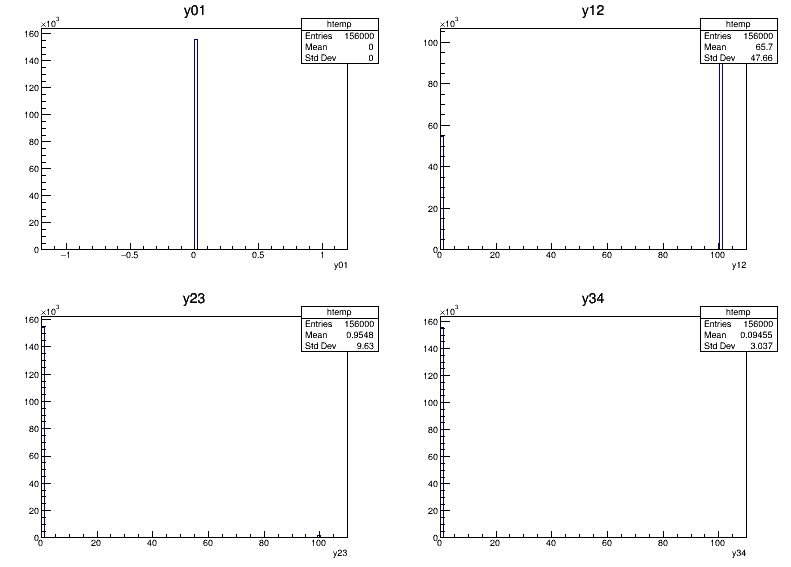 y01
×10³
htemp
Entries 156000
Mean 0
Std Dev 0
160
140
120
100
80
60
40
20
0
−1 −0.5 0 0.5 1
y01
y12
×10³
htemp
Entries 156000
Mean 65.7
Std Dev 47.66
100
80
60
40
20
0
0 20 40 60 80 100
y12
y23
×10³
htemp
Entries 156000
Mean 0.9548
Std Dev 9.63
160
140
120
100
80
60
40
20
0
0 20 40 60 80 100
y23
y34
×10³
htemp
Entries 156000
Mean 0.09455
Std Dev 3.037
160
140
120
100
80
60
40
20
0
0 20 40 60 80 100
y34